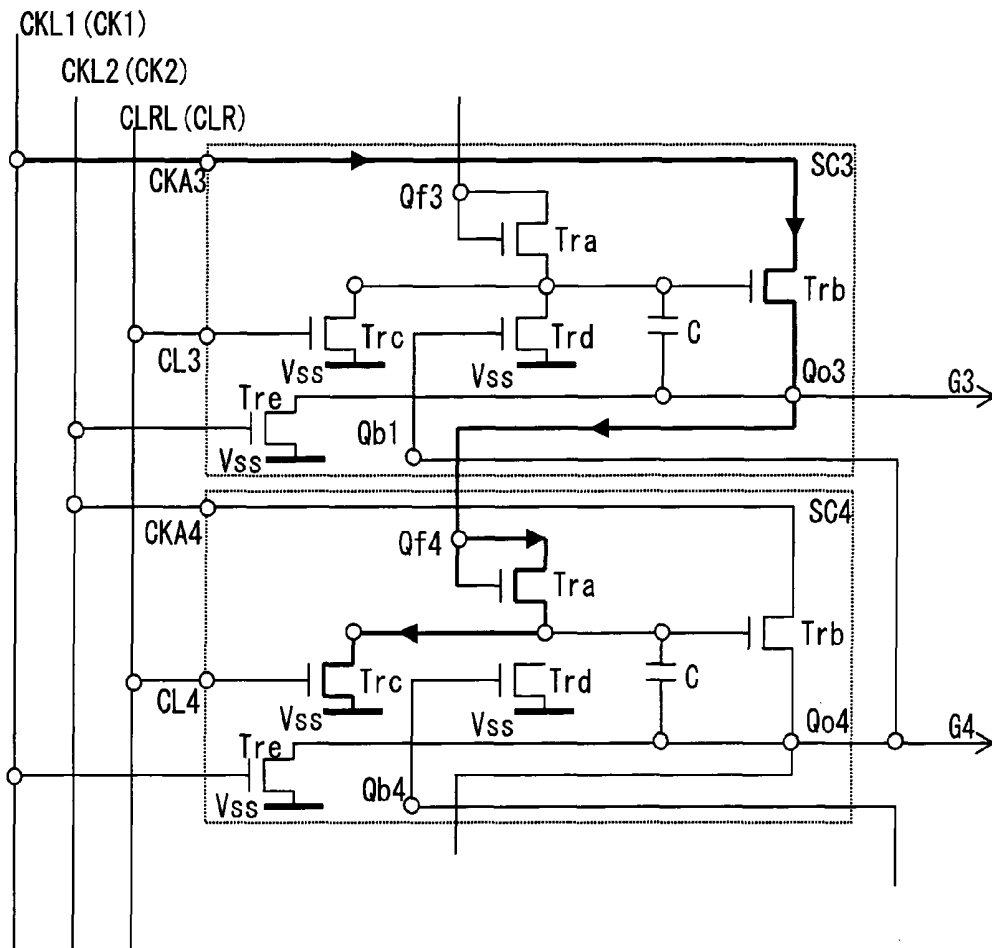 CKL1(CK1)
CKL2(CK2)
CLRL(CLR)
CKA3
SC3
Qf3
Tra
Trb
Trc
Trd
C
CL3
Vss
Vss
Qo3
G3
Tre
Qb1
Vss
CKA4
SC4
Qf4
Tra
Trb
Trc
Trd
C
CL4
Vss
Vss
Qo4
G4
Tre
Qb4
Vss